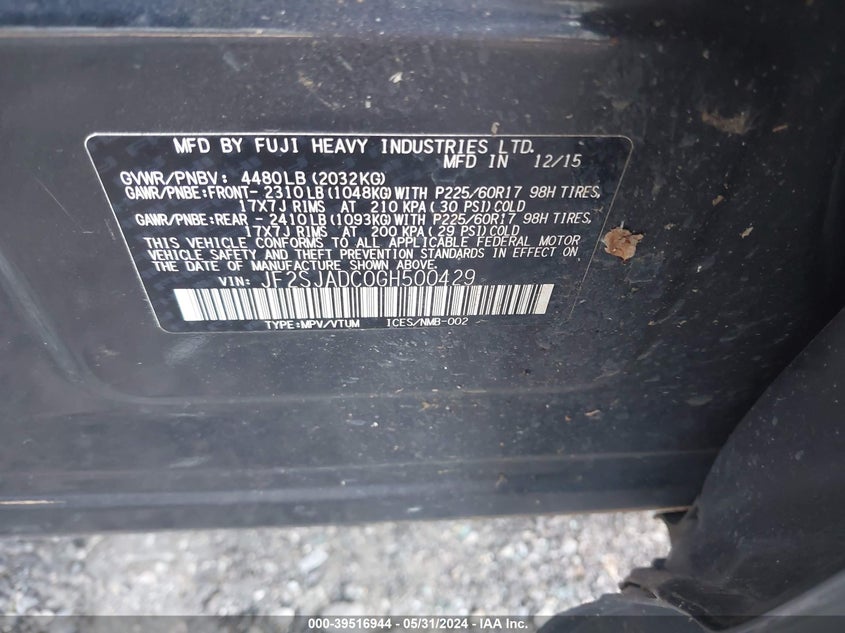 MFD BY FUJI HEAVY INDUSTRIES LTD.
MFD IN 12/15
GVWR/PNBV: 4480LB (2032KG)
GAWR/PNBE:FRONT- 2310LB (1048KG) WITH P225/60R17 98H TIRES,
17X7J RIMS AT 210 KPA (30 PSI) COLD
GAWR/PNBE:REAR - 2410LB (1093KG) WITH P225/60R17 98H TIRES,
17X7J RIMS AT 200 KPA (29 PSI) COLD
THIS VEHICLE CONFORMS TO ALL APPLICABLE FEDERAL MOTOR
VEHICLE SAFETY AND THEFT PREVENTION STANDARDS IN EFFECT ON
THE DATE OF MANUFACTURE SHOWN ABOVE.
VIN: JF2SJADC0GH500429
TYPE:MPV/VTUM ICES/NMB-002
000-39516944 - 05/31/2024 - IAA Inc.